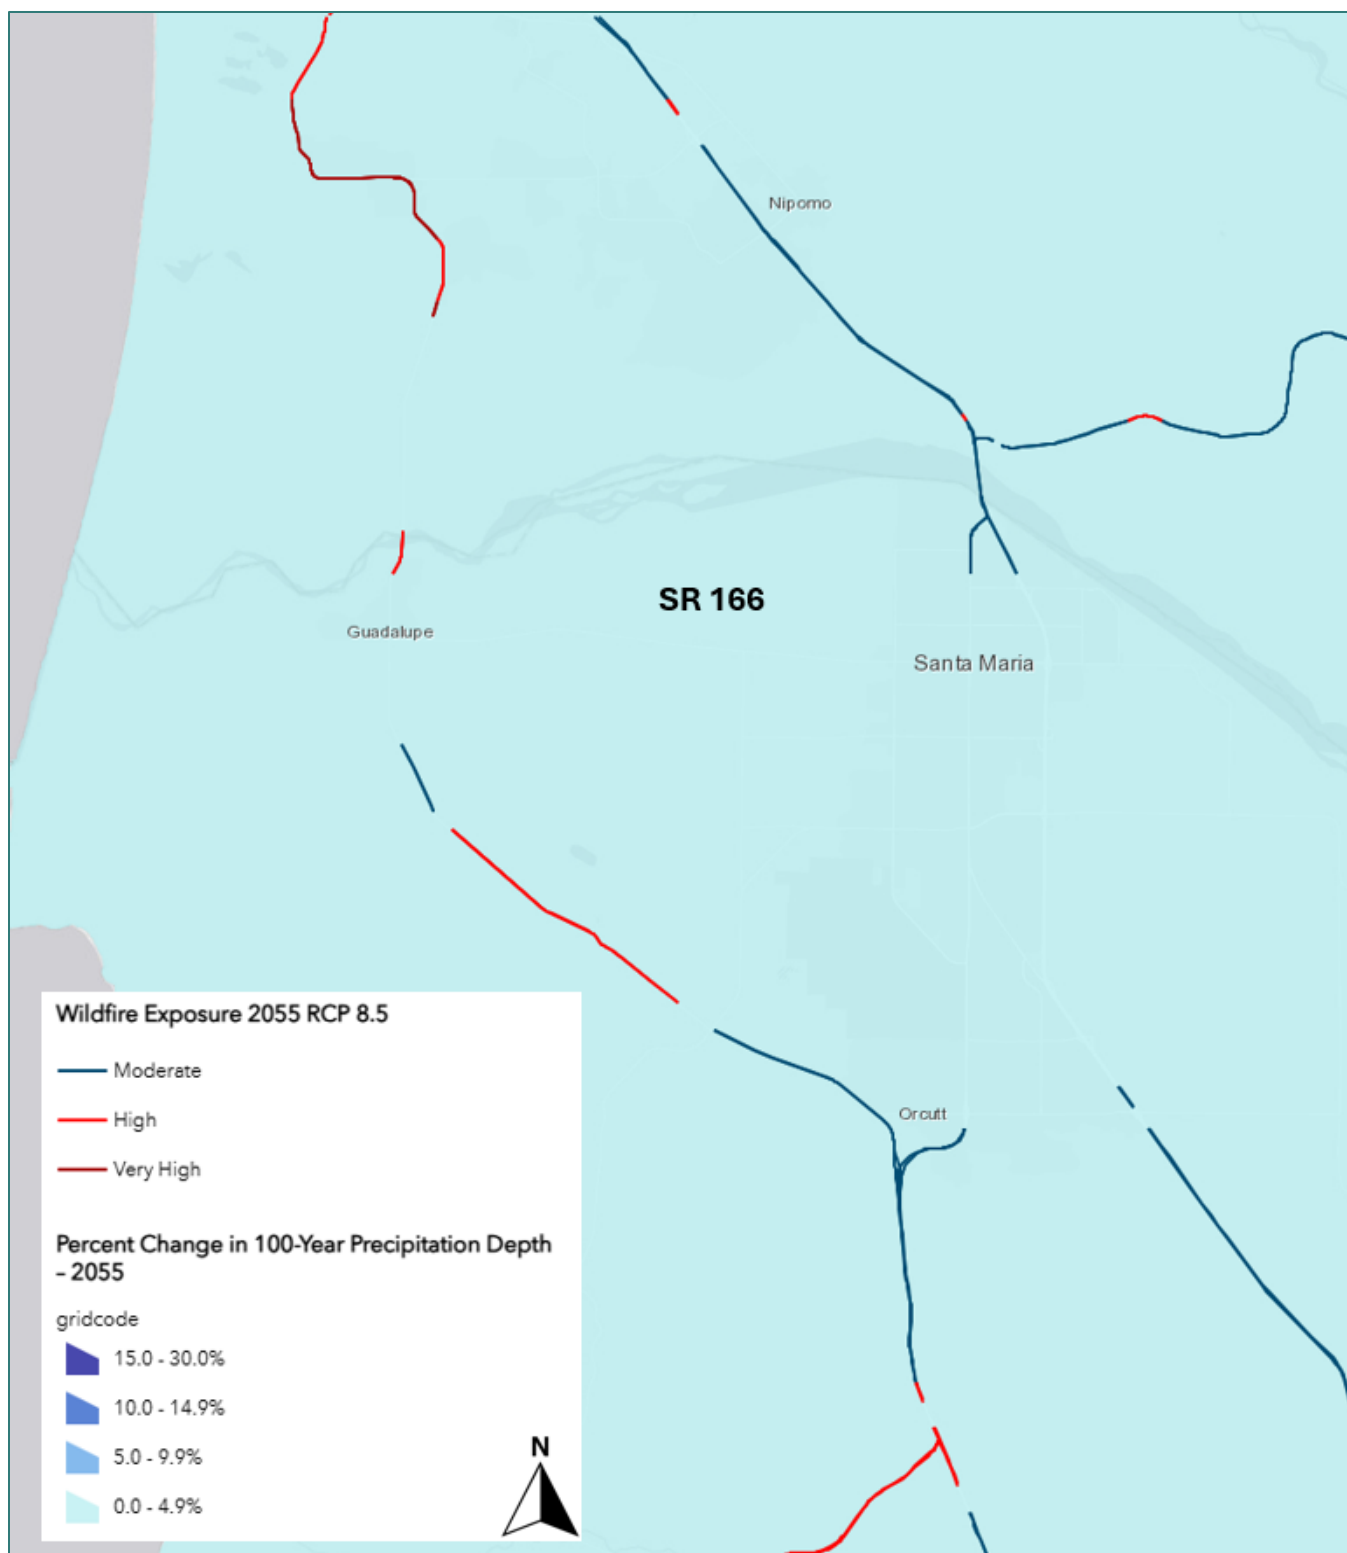 Nipomo
SR 166
Guadalupe
Santa Maria
Orcutt
Wildfire Exposure 2055 RCP 8.5
Moderate
High
Very High
Percent Change in 100-Year Precipitation Depth
- 2055
gridcode
15.0 - 30.0%
10.0 - 14.9%
5.0 - 9.9%
0.0 - 4.9%
N